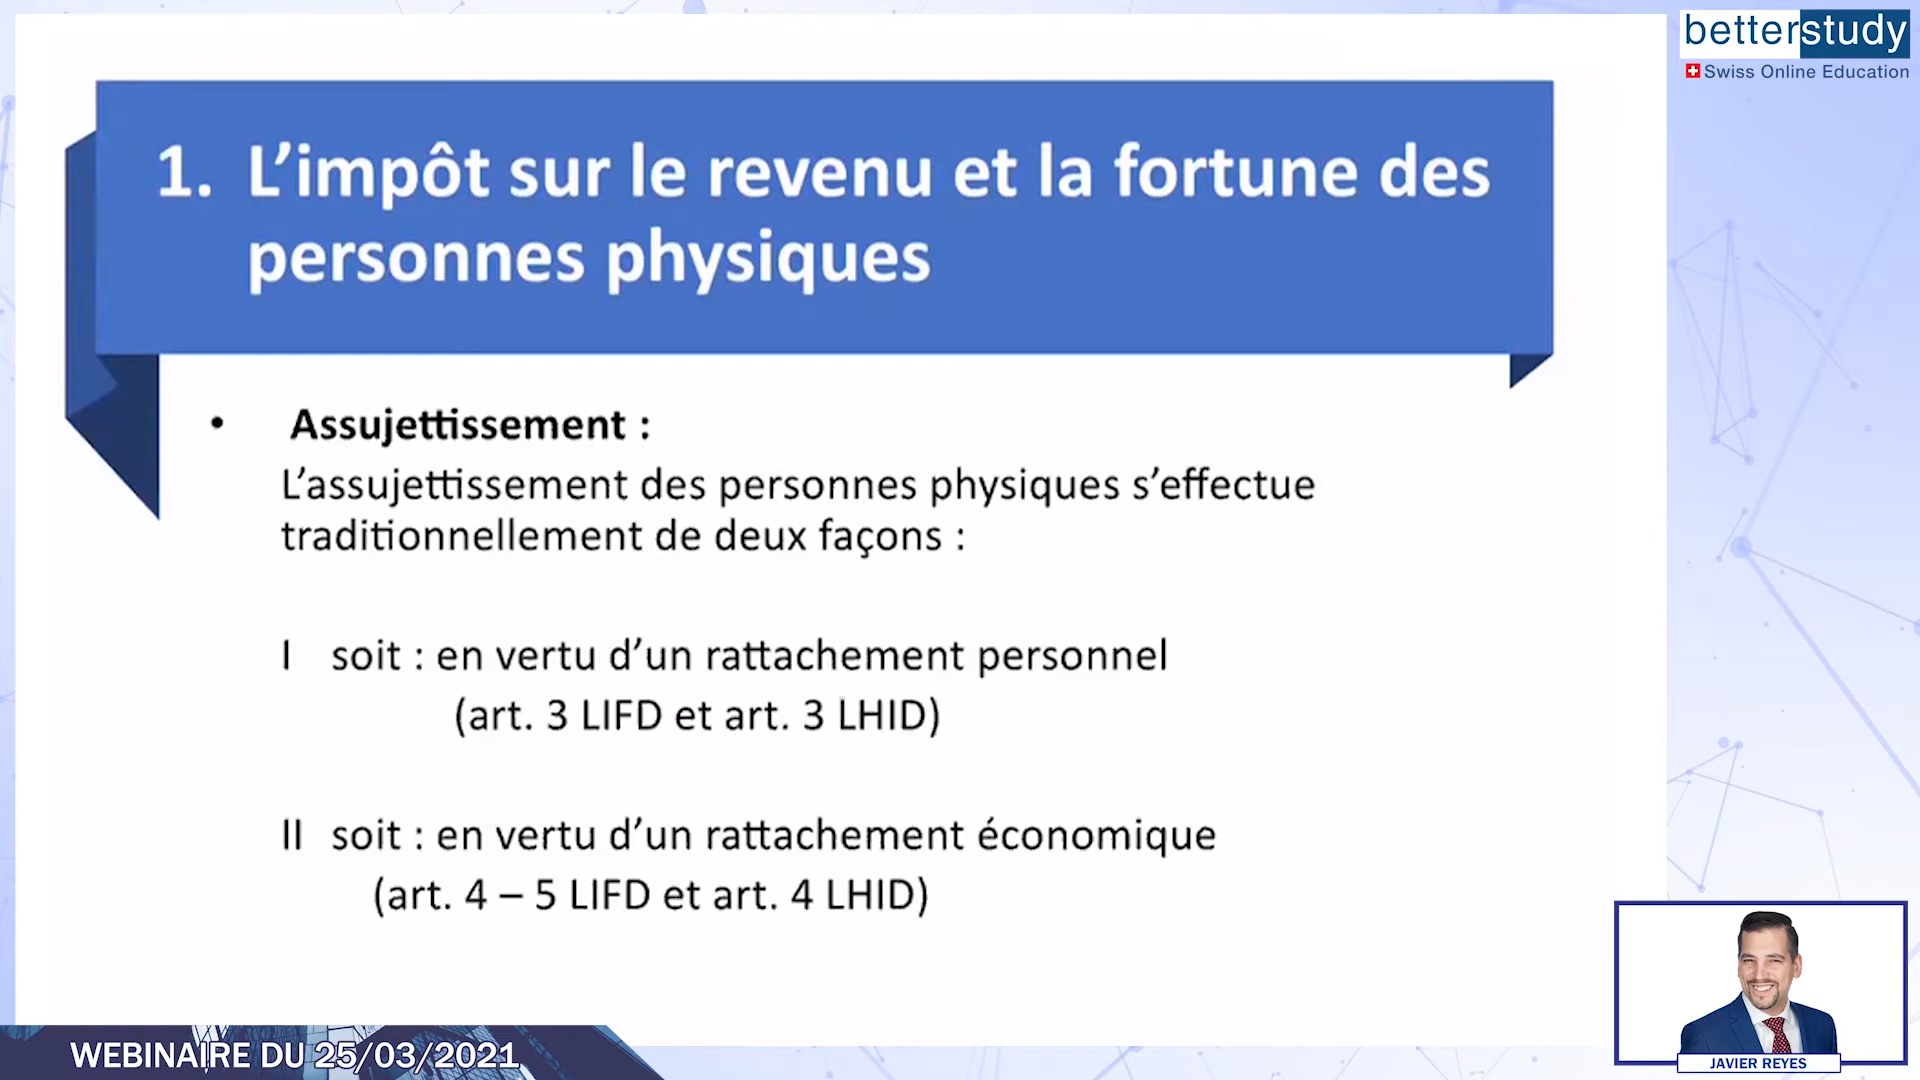 betterstudy
Swiss Online Education
1. L’impôt sur le revenu et la fortune des
personnes physiques
• Assujettissement :
L’assujettissement des personnes physiques s’effectue
traditionnellement de deux façons :
I soit : en vertu d’un rattachement personnel
(art. 3 LIFD et art. 3 LHID)
II soit : en vertu d’un rattachement économique
(art. 4 – 5 LIFD et art. 4 LHID)
WEBINAIRE DU 25/03/2021
JAVIER REYES